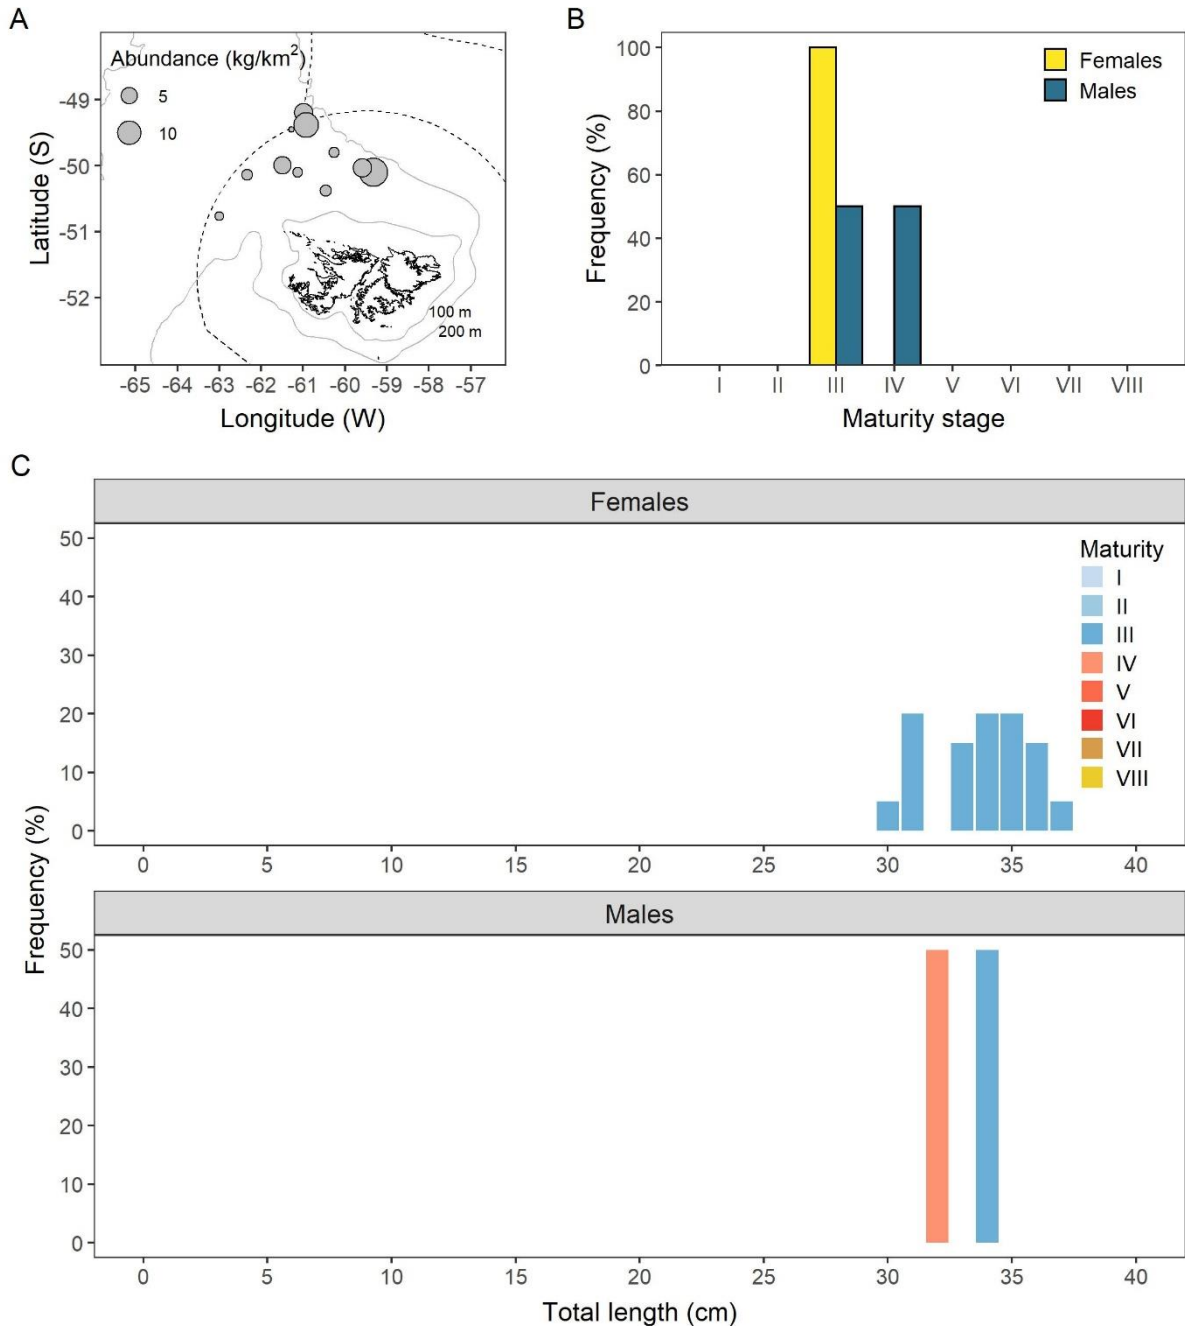 A
Abundance (kg/km²)
5
10
-49
-50
-51
-52
Latitude (S)
100 m
200 m
-65 -64 -63 -62 -61 -60 -59 -58 -57
Longitude (W)
B
Females
Males
100
80
60
40
20
0
Frequency (%)
I II III IV V VI VII VIII
Maturity stage
C
Females
Maturity
I
II
III
IV
V
VI
VII
VIII
50
40
30
20
10
0
0 5 10 15 20 25 30 35 40
Frequency (%)
Males
50
40
30
20
10
0
0 5 10 15 20 25 30 35 40
Total length (cm)